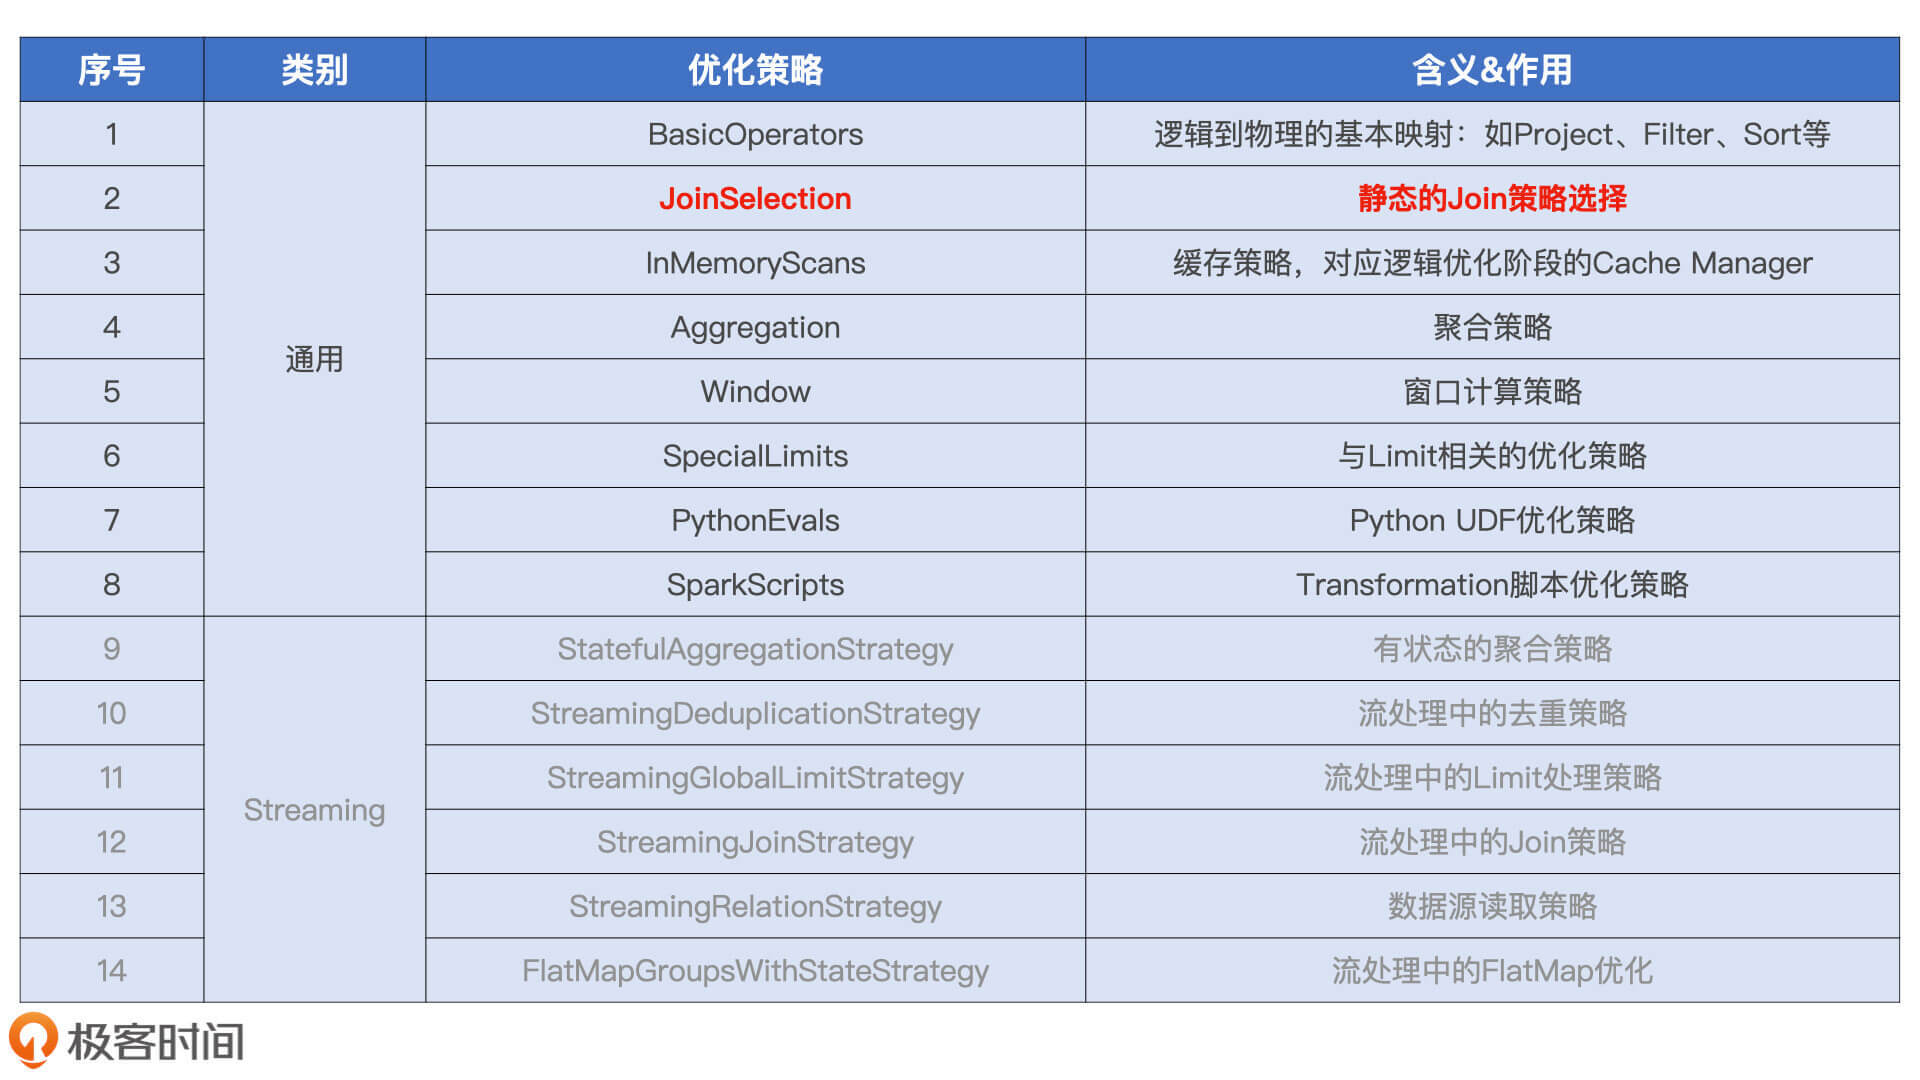 序号 类别 优化策略 含义&作用
1 BasicOperators 逻辑到物理的基本映射：如Project、Filter、Sort等
2 JoinSelection 静态的Join策略选择
3 InMemoryScans 缓存策略，对应逻辑优化阶段的Cache Manager
4 Aggregation 聚合策略
通用
5 Window 窗口计算策略
6 SpecialLimits 与Limit相关的优化策略
7 PythonEvals Python UDF优化策略
8 SparkScripts Transformation脚本优化策略
9 StatefulAggregationStrategy 有状态的聚合策略
10 StreamingDeduplicationStrategy 流处理中的去重策略
11 StreamingGlobalLimitStrategy 流处理中的Limit处理策略
Streaming
12 StreamingJoinStrategy 流处理中的Join策略
13 StreamingRelationStrategy 数据源读取策略
14 FlatMapGroupsWithStateStrategy 流处理中的FlatMap优化
极客时间